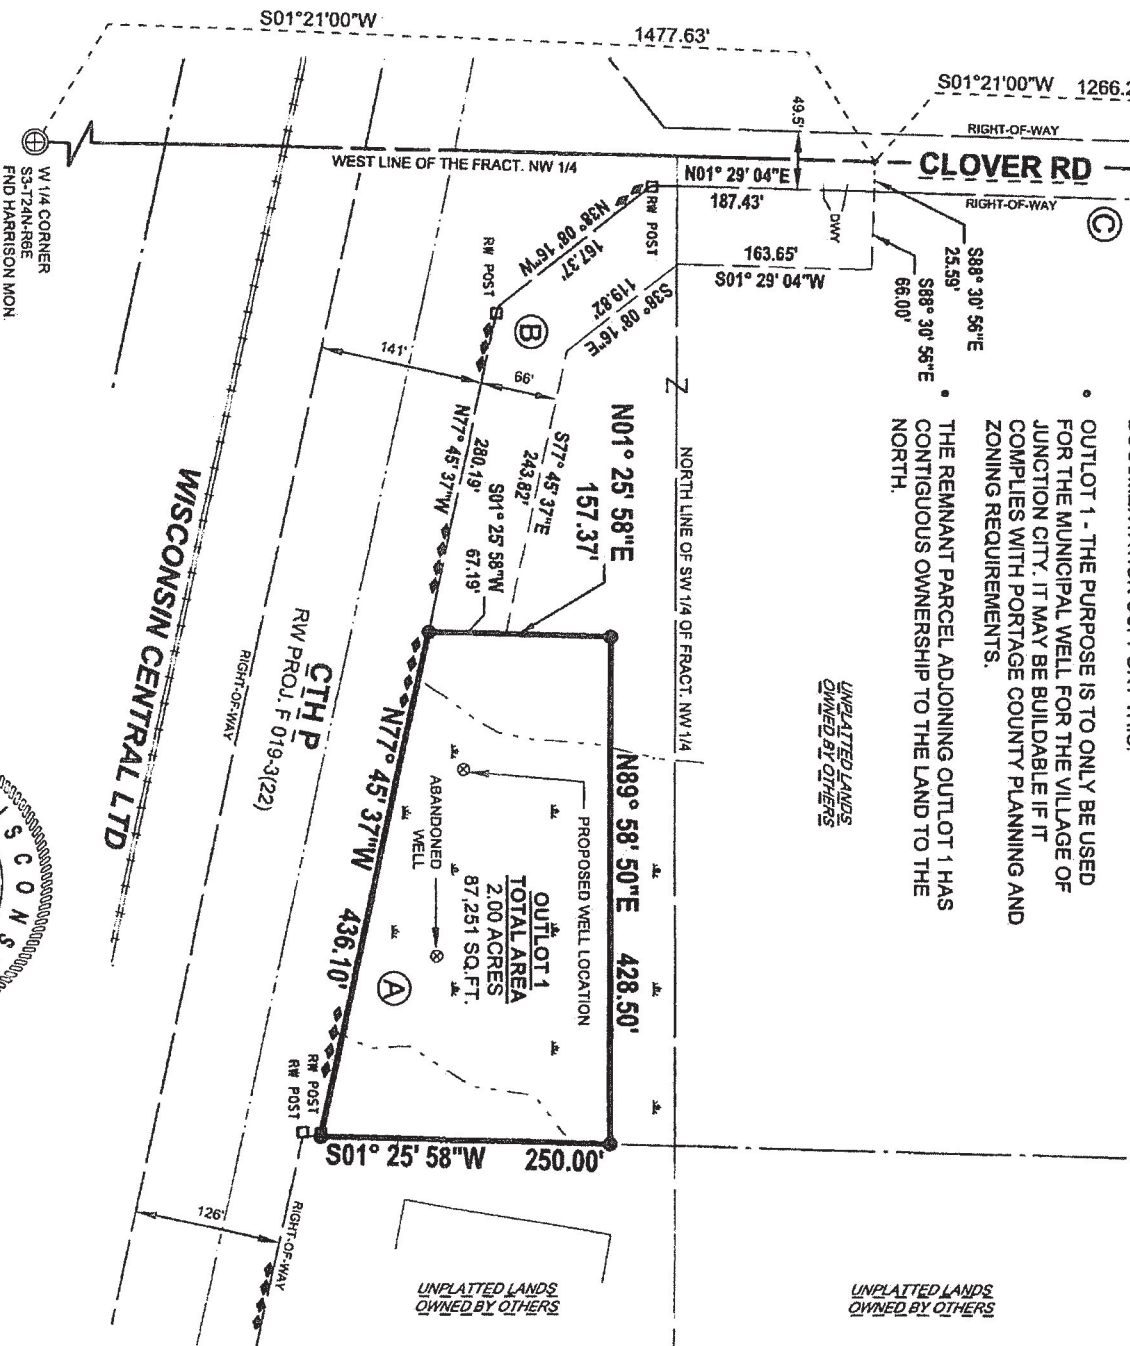 S01°21'00"W
1477.63'
S01°21'00"W 1266.2
RIGHT-OF-WAY
CLOVER RD
RIGHT-OF-WAY
C
49.5'
WEST LINE OF THE FRACT. NW 1/4
N01° 29' 04"E
187.43'
DWY
163.65'
S01° 29' 04"W
S88° 30' 56"E
25.59'
S88° 30' 56"E
66.00'
W 1/4 CORNER
S3-T24N-R6E
FND HARRISON MON.
RW POST
N38° 08' 16"W
167.37'
S38° 08' 16"E
119.82'
RW POST
B
141'
66'
Z
NORTH LINE OF SW 1/4 OF FRACT. NW 1/4
• OUTLOT 1 - THE PURPOSE IS TO ONLY BE USED
FOR THE MUNICIPAL WELL FOR THE VILLAGE OF
JUNCTION CITY. IT MAY BE BUILDABLE IF IT
COMPLIES WITH PORTAGE COUNTY PLANNING AND
ZONING REQUIREMENTS.
• THE REMNANT PARCEL ADJOINING OUTLOT 1 HAS
CONTIGUOUS OWNERSHIP TO THE LAND TO THE
NORTH.
N01° 25' 58"E
157.37'
S77° 45' 37"E
243.82'
N77° 45' 37"W
280.19'
S01° 25' 58"W
67.19'
UNPLATTED LANDS
OWNED BY OTHERS
WISCONSIN CENTRAL LTD
CTH P
RW PROJ. F 019-3(22)
RIGHT-OF-WAY
N89° 58' 50"E 428.50'
PROPOSED WELL LOCATION
ABANDONED
WELL
OUTLOT 1
TOTAL AREA
2.00 ACRES
87,251 SQ.FT.
A
N77° 45' 37"W 436.10'
RW POST
RW POST
S01° 25' 58"W 250.00'
126'
RIGHT-OF-WAY
UNPLATTED LANDS
OWNED BY OTHERS
UNPLATTED LANDS
OWNED BY OTHERS
I S C O N S